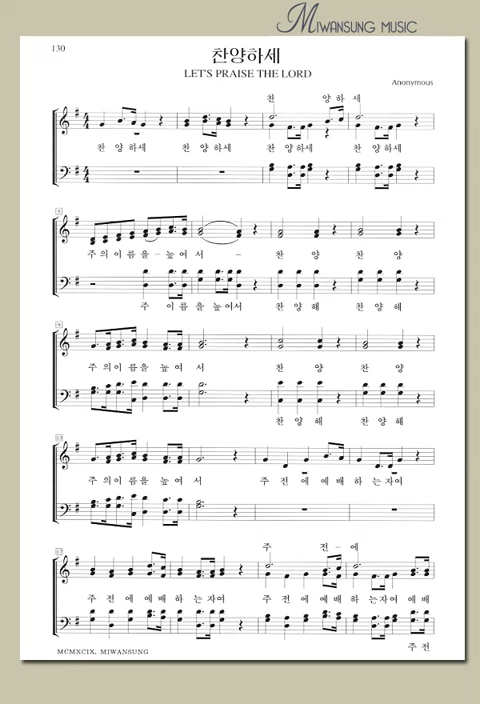 MIWANSUNG MUSIC
130
찬양하세
LET'S PRAISE THE LORD
Anonymous
찬 양 하 세
찬 양하세 찬 양하세 찬 양하세 찬 양하세
5
주의이름을 - 높여서 - 찬 양 찬 양
주 이름을 높여서 찬 양해 찬 양해
9
주의이름을 높여서 찬 양 찬 양
찬 양해 찬 양해
13
주의이름을 높여서 주 전에예배하는자여
17
주 전 - 에
주 전에예배하는자여 주 전에예배하는자여 예배
주 전
MCMXCIX, MIWANSUNG